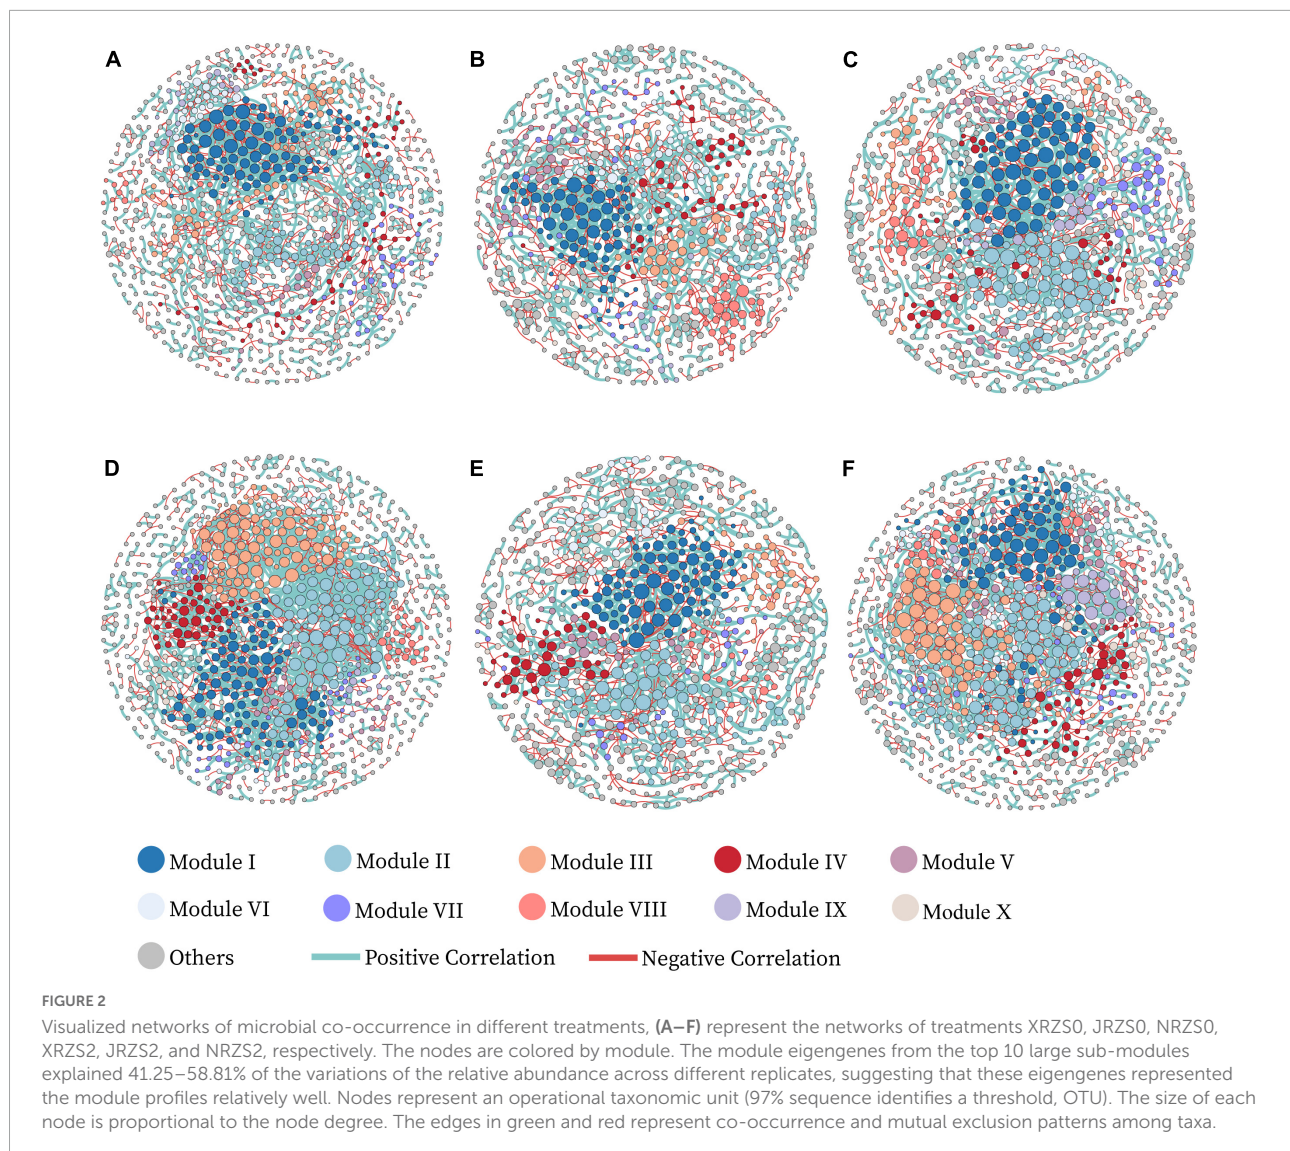 A
B
C
D
E
F
Module I
Module II
Module III
Module IV
Module V
Module VI
Module VII
Module VIII
Module IX
Module X
Others
Positive Correlation
Negative Correlation
FIGURE 2
Visualized networks of microbial co-occurrence in different treatments, (A–F) represent the networks of treatments XRZS0, JRZS0, NRZS0,
XRZS2, JRZS2, and NRZS2, respectively. The nodes are colored by module. The module eigengenes from the top 10 large sub-modules
explained 41.25–58.81% of the variations of the relative abundance across different replicates, suggesting that these eigengenes represented
the module profiles relatively well. Nodes represent an operational taxonomic unit (97% sequence identifies a threshold, OTU). The size of each
node is proportional to the node degree. The edges in green and red represent co-occurrence and mutual exclusion patterns among taxa.